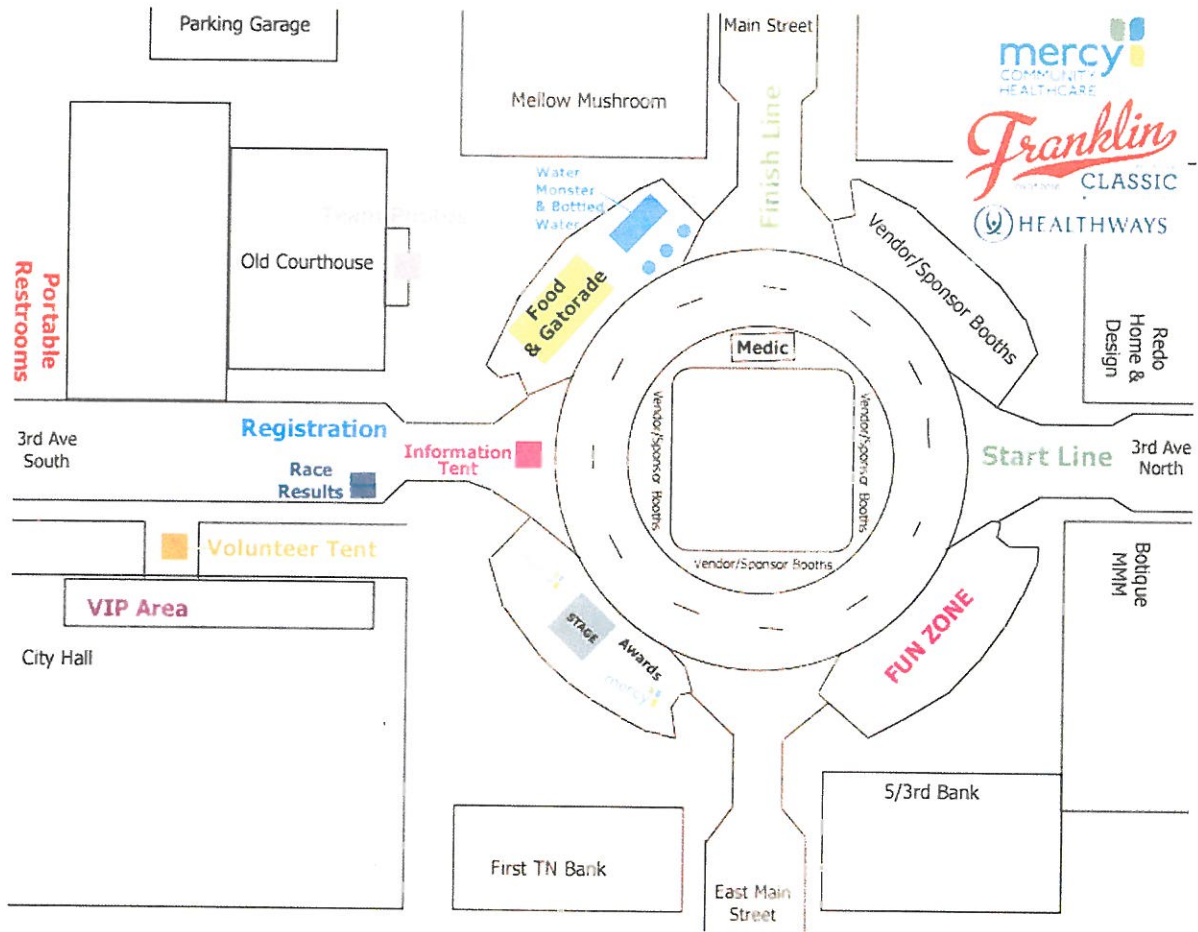 Parking Garage
Main Street
mercy
COMMUNITY
HEALTHCARE
Mellow Mushroom
Franklin
CLASSIC
HEALTHWAYS
Finish Line
Water
Monster
& Bottled
Water
Vendor/Sponsor Booths
Old Courthouse
Portable
Restrooms
Food
& Gatorade
Redo
Home &
Design
Medic
Vendor/Sponsor Booths
Vendor/Sponsor Booths
Vendor/Sponsor Booths
3rd Ave
South
Registration
Information
Tent
Race
Results
Start Line
3rd Ave
North
Volunteer Tent
VIP Area
City Hall
STAGE
Awards
mercy
FUN ZONE
Botique
MMM
First TN Bank
5/3rd Bank
East Main
Street